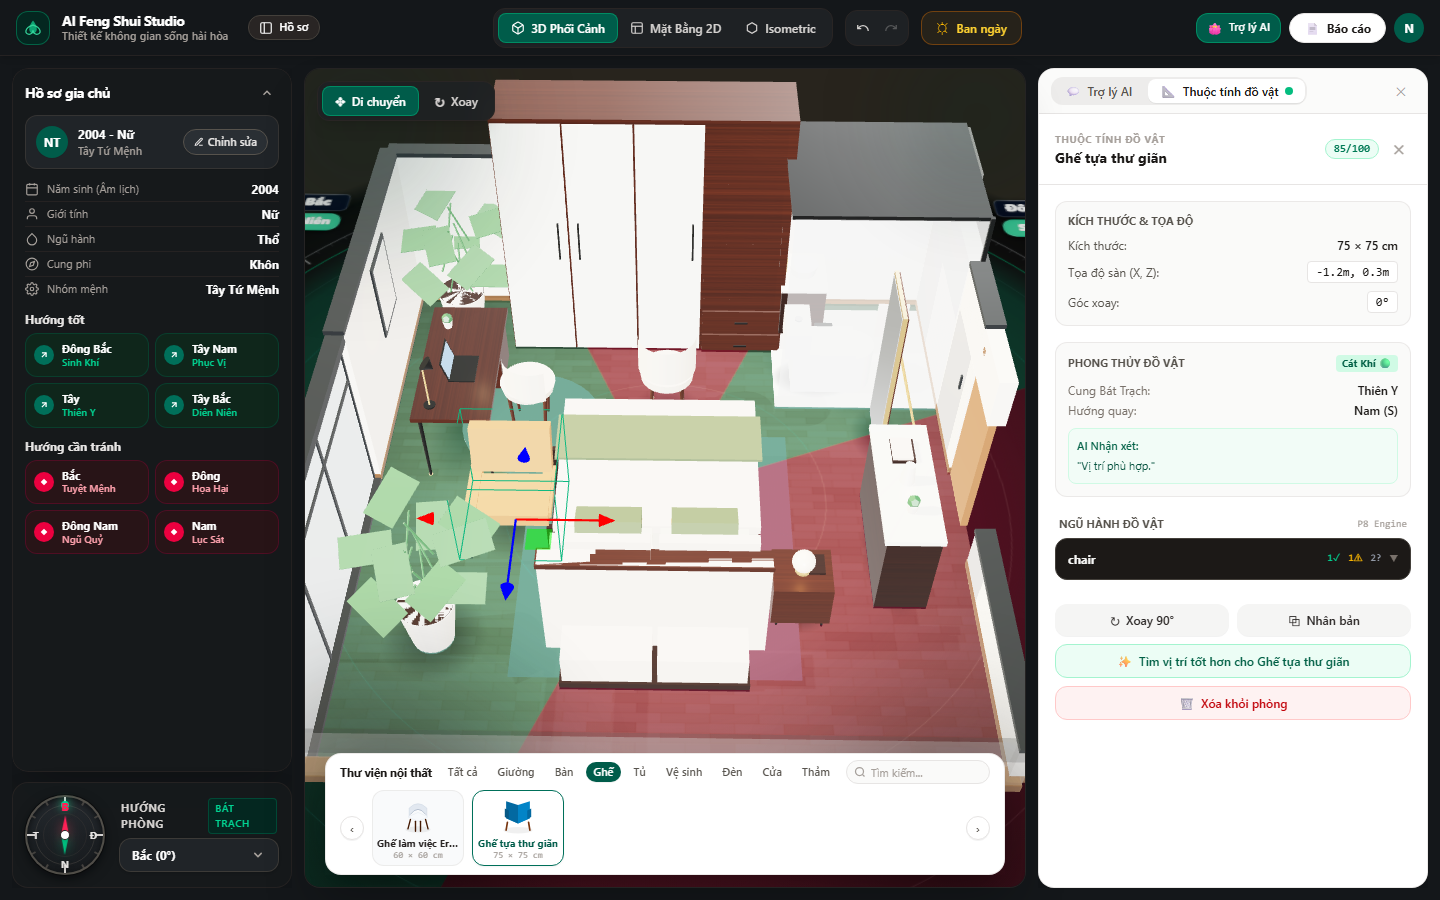 AI Feng Shui Studio
Thiết kế không gian sống hài hòa
Hồ sơ
3D Phối Cảnh
Mặt Bằng 2D
Isometric
Ban ngày
Trợ lý AI
Báo cáo
N
Hồ sơ gia chủ
NT
2004 - Nữ
Tây Tứ Mệnh
Chỉnh sửa
Năm sinh (Âm lịch) 2004
Giới tính Nữ
Ngũ hành Thổ
Cung phi Khôn
Nhóm mệnh Tây Tứ Mệnh
Hướng tốt
Đông Bắc
Sinh Khí
Tây Nam
Phục Vị
Tây
Thiên Y
Tây Bắc
Diên Niên
Hướng cần tránh
Bắc
Tuyệt Mệnh
Đông
Họa Hại
Đông Nam
Ngũ Quỷ
Nam
Lục Sát
T
Đ
N
HƯỚNG PHÒNG
BÁT TRẠCH
Bắc (0°)
Di chuyển
Xoay
Bắc
Thư viện nội thất
Tất cả
Giường
Bàn
Ghế
Tủ
Vệ sinh
Đèn
Cửa
Thảm
Tìm kiếm...
Ghế làm việc Er...
60 × 60 cm
Ghế tựa thư giãn
75 × 75 cm
Trợ lý AI
Thuộc tính đồ vật
THUỘC TÍNH ĐỒ VẬT
Ghế tựa thư giãn
85/100
KÍCH THƯỚC & TỌA ĐỘ
Kích thước: 75 × 75 cm
Tọa độ sàn (X, Z): -1.2m, 0.3m
Góc xoay: 0°
PHONG THỦY ĐỒ VẬT
Cát Khí
Cung Bát Trạch: Thiên Y
Hướng quay: Nam (S)
AI Nhận xét:
"Vị trí phù hợp."
NGŨ HÀNH ĐỒ VẬT
P8 Engine
chair
1✓ 1⚠ 2?
Xoay 90°
Nhân bản
Tìm vị trí tốt hơn cho Ghế tựa thư giãn
Xóa khỏi phòng